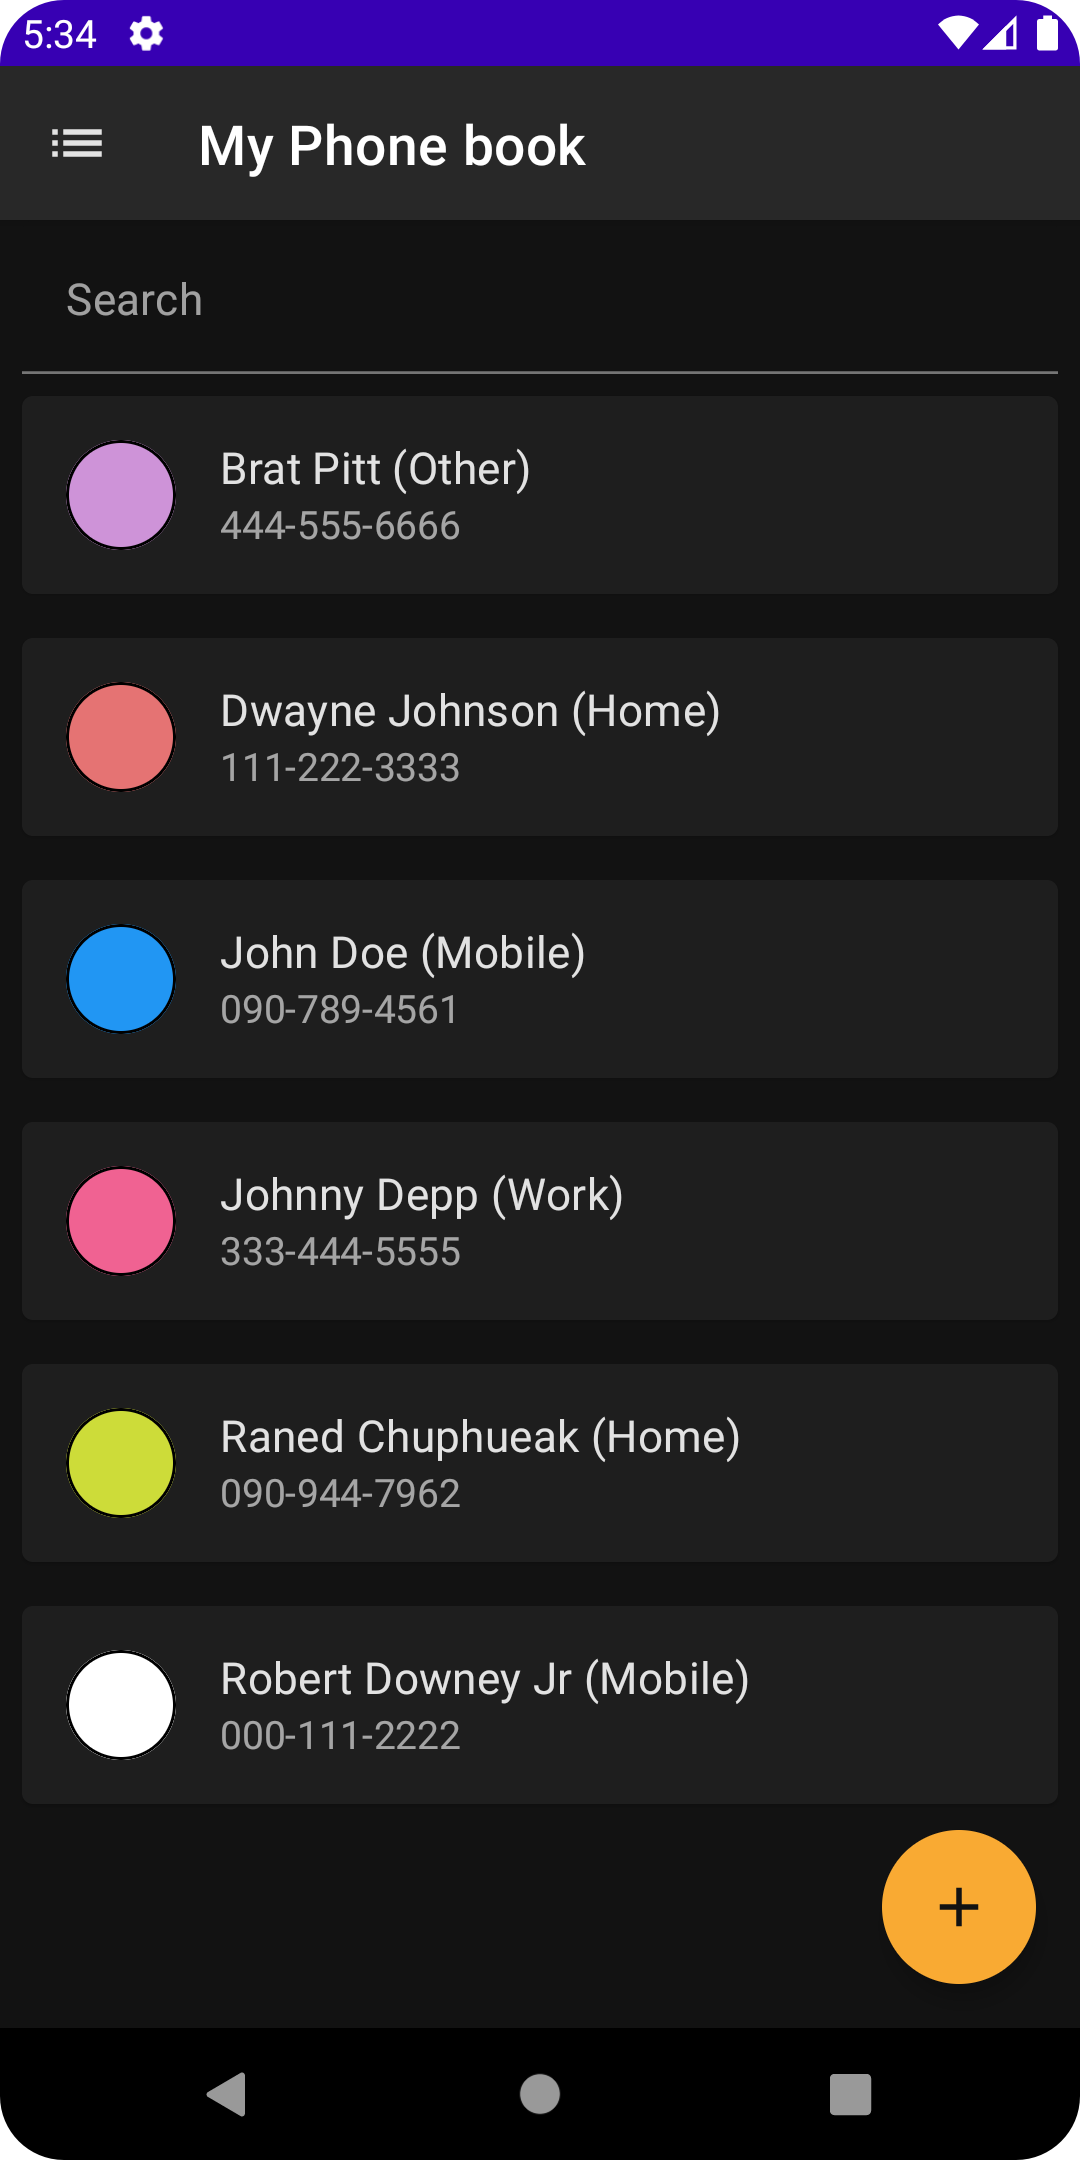 5:34
My Phone book
Search
Brat Pitt (Other)
444-555-6666
Dwayne Johnson (Home)
111-222-3333
John Doe (Mobile)
090-789-4561
Johnny Depp (Work)
333-444-5555
Raned Chuphueak (Home)
090-944-7962
Robert Downey Jr (Mobile)
000-111-2222